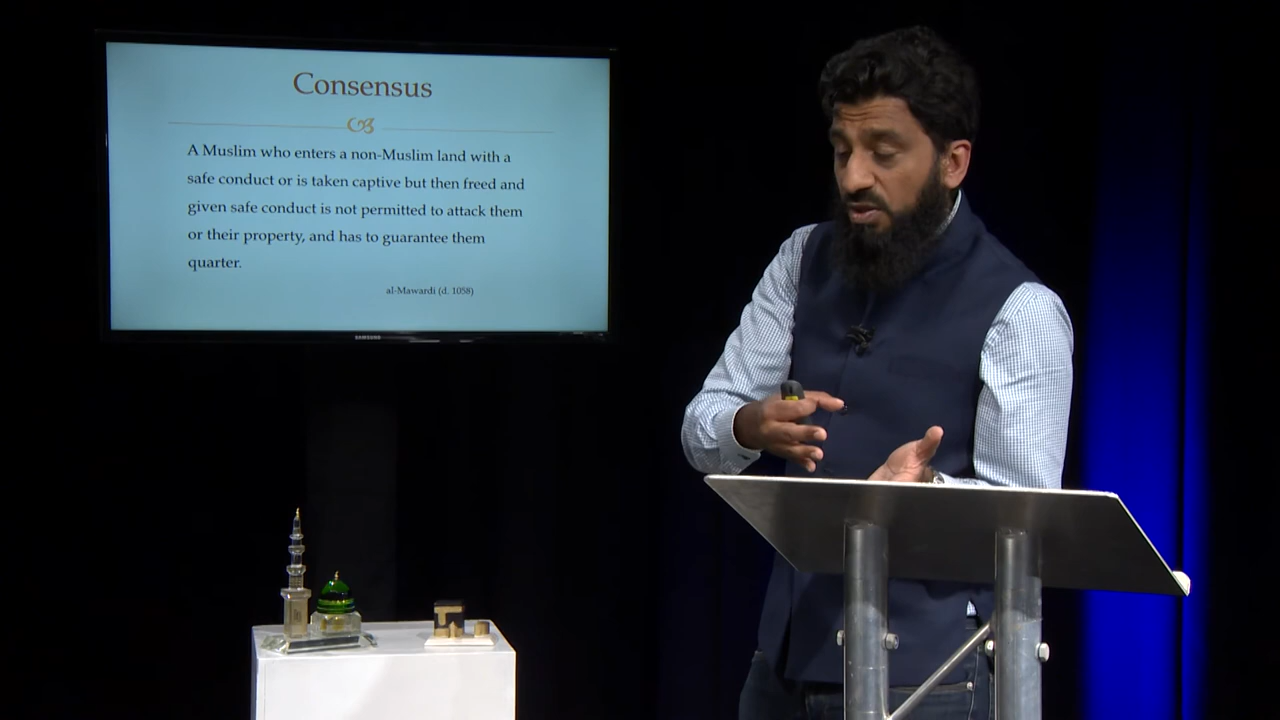 Consensus
A Muslim who enters a non-Muslim land with a
safe conduct or is taken captive but then freed and
given safe conduct is not permitted to attack them
or their property, and has to guarantee them
quarter.
al-Mawardi (d. 1058)
SAMSUNG